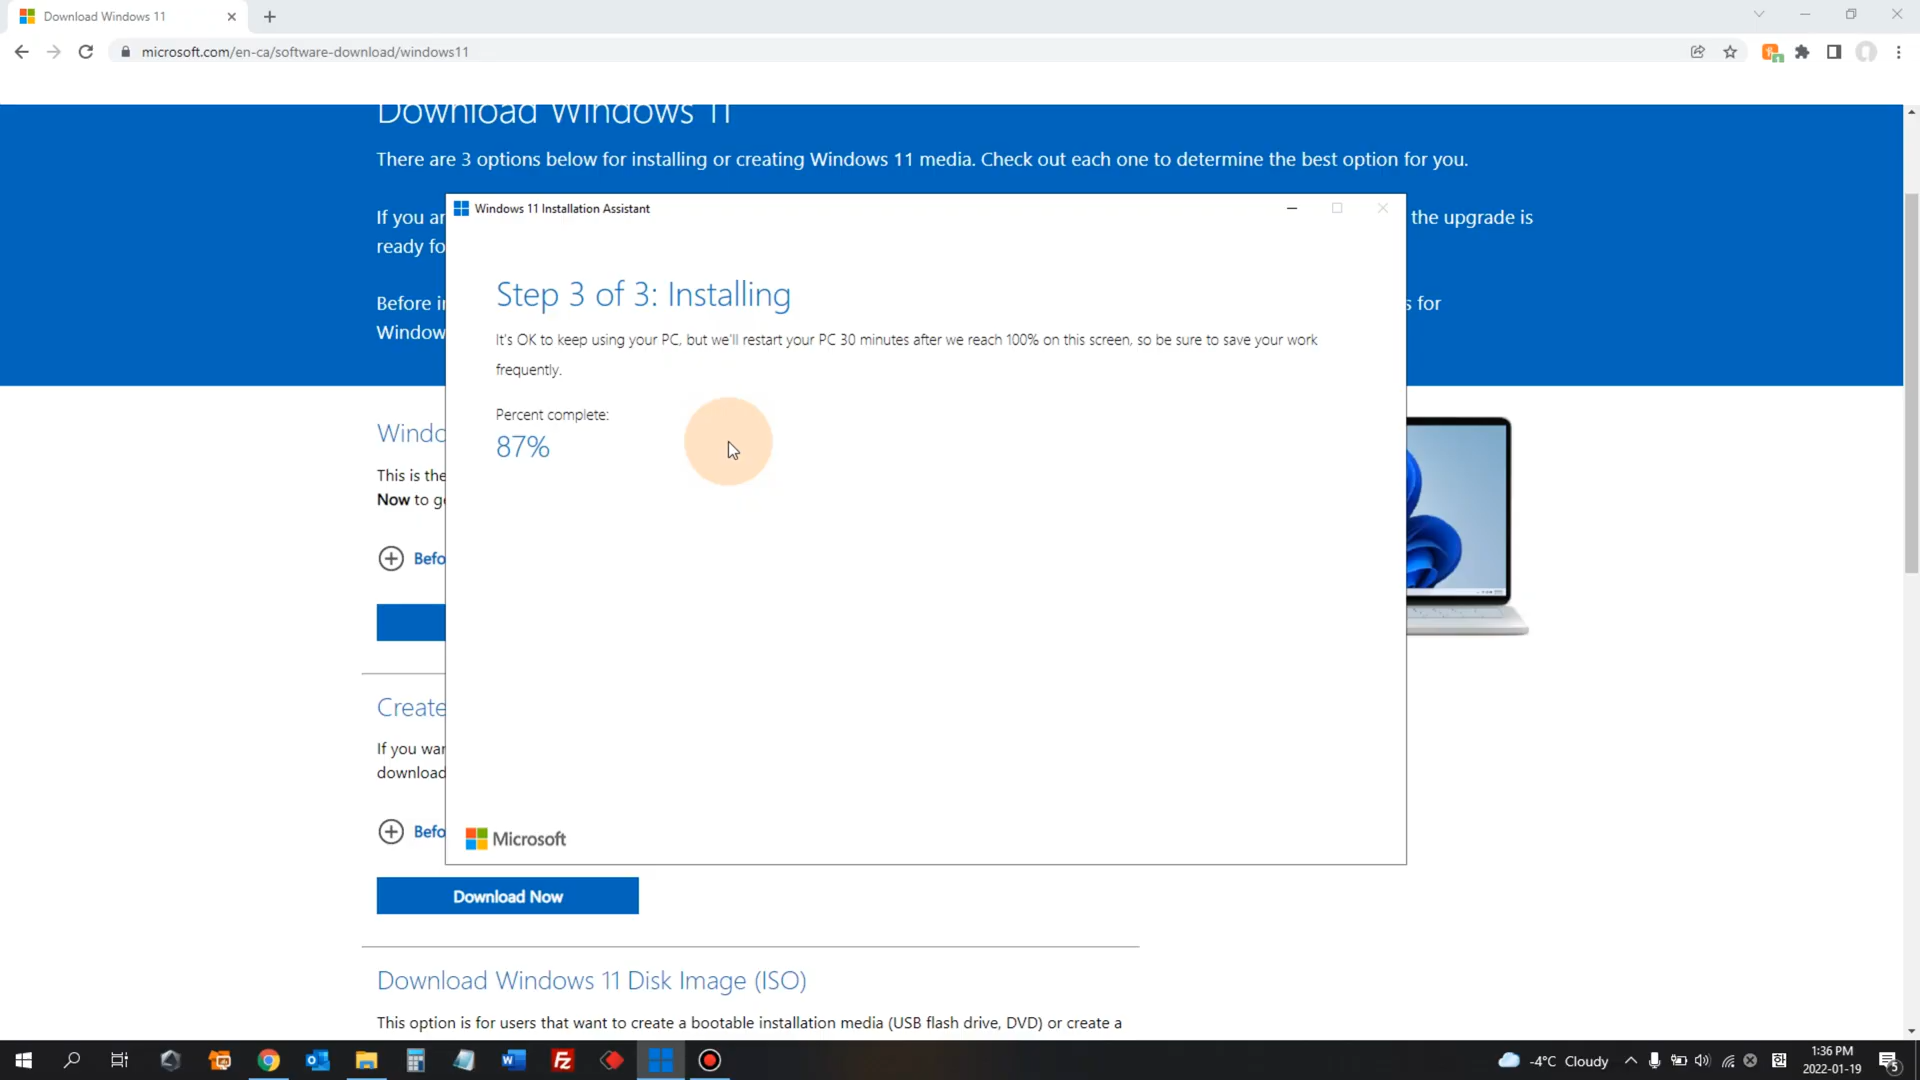 Download Windows 11
microsoft.com/en-ca/software-download/windows11
Download Windows 11
There are 3 options below for installing or creating Windows 11 media. Check out each one to determine the best option for you.
If you ar
the upgrade is
ready fo
Windows 11 Installation Assistant
Before i
s for
Window
Step 3 of 3: Installing
It's OK to keep using your PC, but we'll restart your PC 30 minutes after we reach 100% on this screen, so be sure to save your work
frequently.
Percent complete:
87%
Windo
This is the
Now to g
Befo
Create
If you wan
download
Befo
Microsoft
Download Now
Download Windows 11 Disk Image (ISO)
This option is for users that want to create a bootable installation media (USB flash drive, DVD) or create a
-4°C Cloudy
1:36 PM
2022-01-19
5